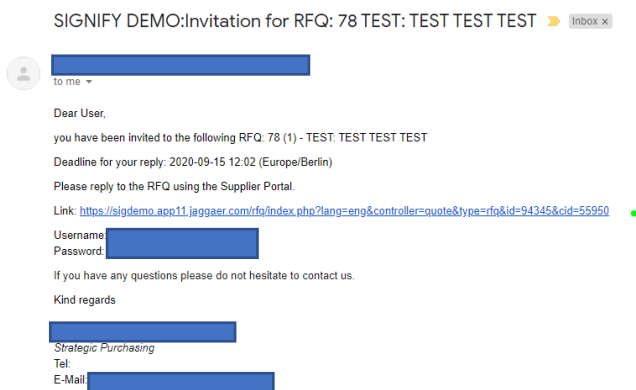 SIGNIFY DEMO:Invitation for RFQ: 78 TEST: TEST TEST TEST Inbox x
to me
Dear User,
you have been invited to the following RFQ: 78 (1) - TEST: TEST TEST TEST
Deadline for your reply: 2020-09-15 12:02 (Europe/Berlin)
Please reply to the RFQ using the Supplier Portal.
Link: https://sigdemo.app11.jaggaer.com/rfq/index.php?lang=eng&controller=quote&type=rfq&id=94345&cid=55950
Username:
Password:
If you have any questions please do not hesitate to contact us.
Kind regards
Strategic Purchasing
Tel:
E-Mail: